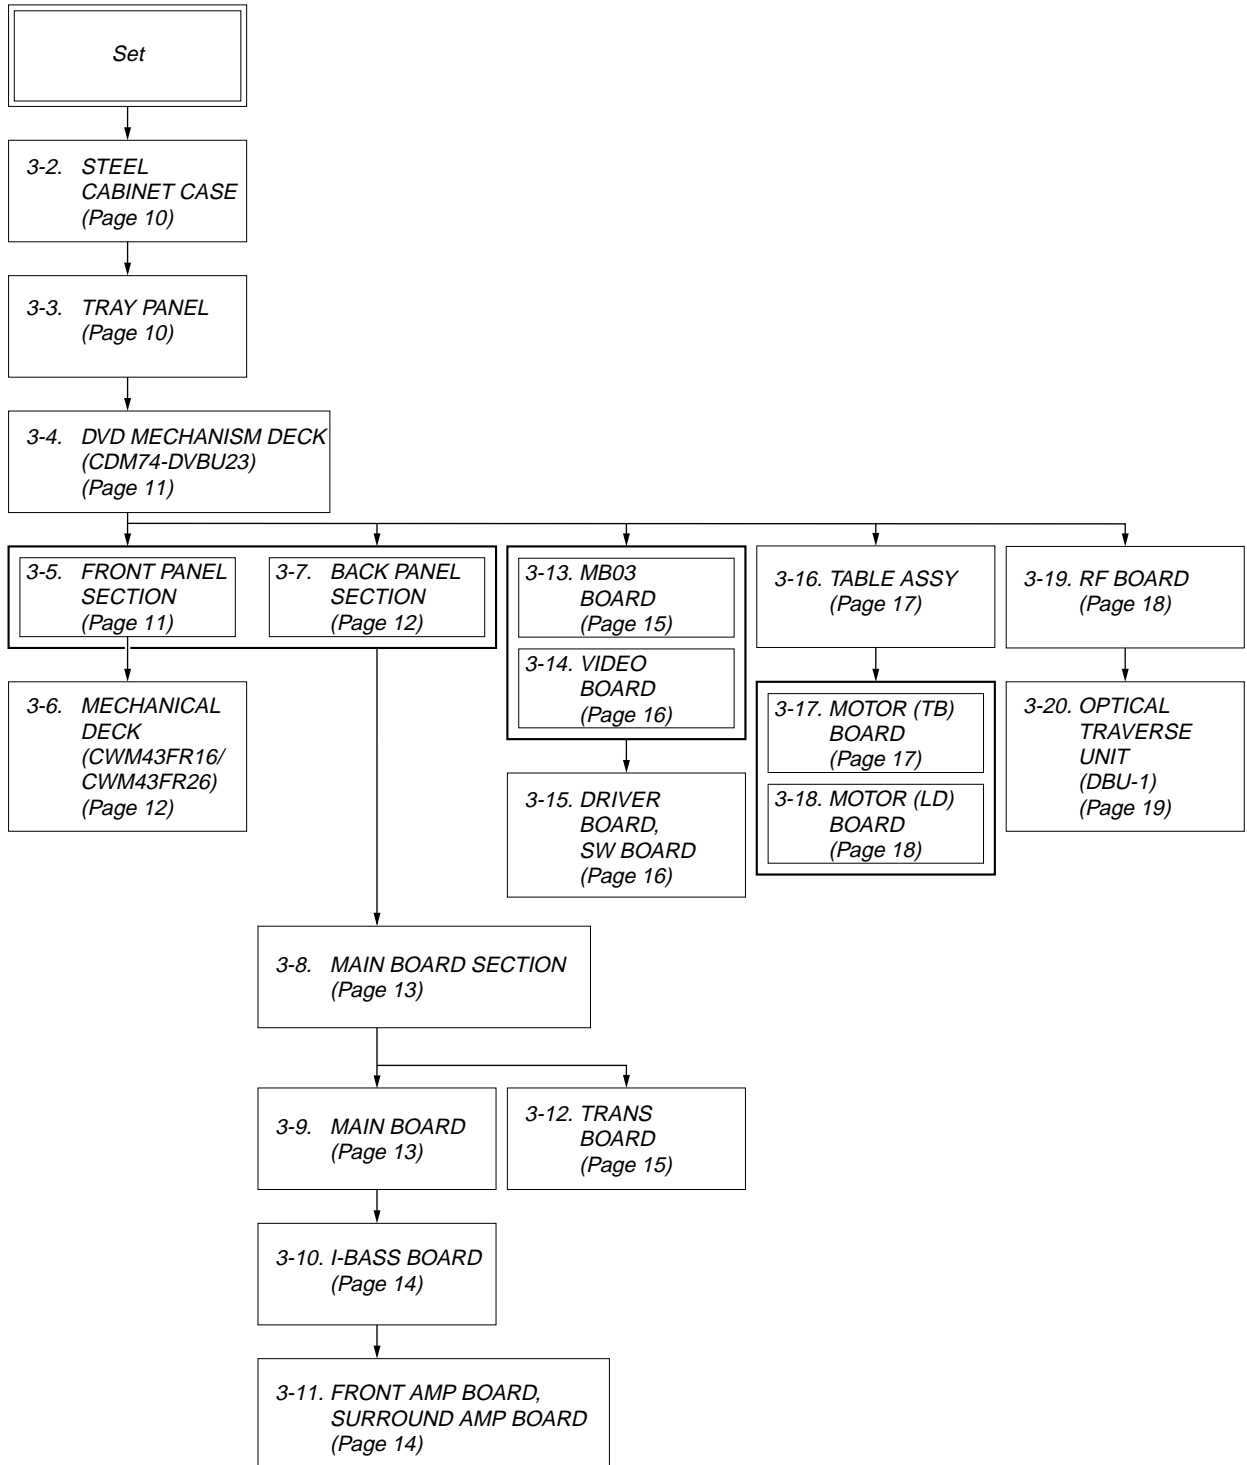 Set
3-2. STEEL
CABINET CASE
(Page 10)
3-3. TRAY PANEL
(Page 10)
3-4. DVD MECHANISM DECK
(CDM74-DVBU23)
(Page 11)
3-5. FRONT PANEL
SECTION
(Page 11)
3-7. BACK PANEL
SECTION
(Page 12)
3-13. MB03
BOARD
(Page 15)
3-14. VIDEO
BOARD
(Page 16)
3-16. TABLE ASSY
(Page 17)
3-19. RF BOARD
(Page 18)
3-6. MECHANICAL
DECK
(CWM43FR16/
CWM43FR26)
(Page 12)
3-15. DRIVER
BOARD,
SW BOARD
(Page 16)
3-17. MOTOR (TB)
BOARD
(Page 17)
3-18. MOTOR (LD)
BOARD
(Page 18)
3-20. OPTICAL
TRAVERSE
UNIT
(DBU-1)
(Page 19)
3-8. MAIN BOARD SECTION
(Page 13)
3-9. MAIN BOARD
(Page 13)
3-12. TRANS
BOARD
(Page 15)
3-10. I-BASS BOARD
(Page 14)
3-11. FRONT AMP BOARD,
SURROUND AMP BOARD
(Page 14)